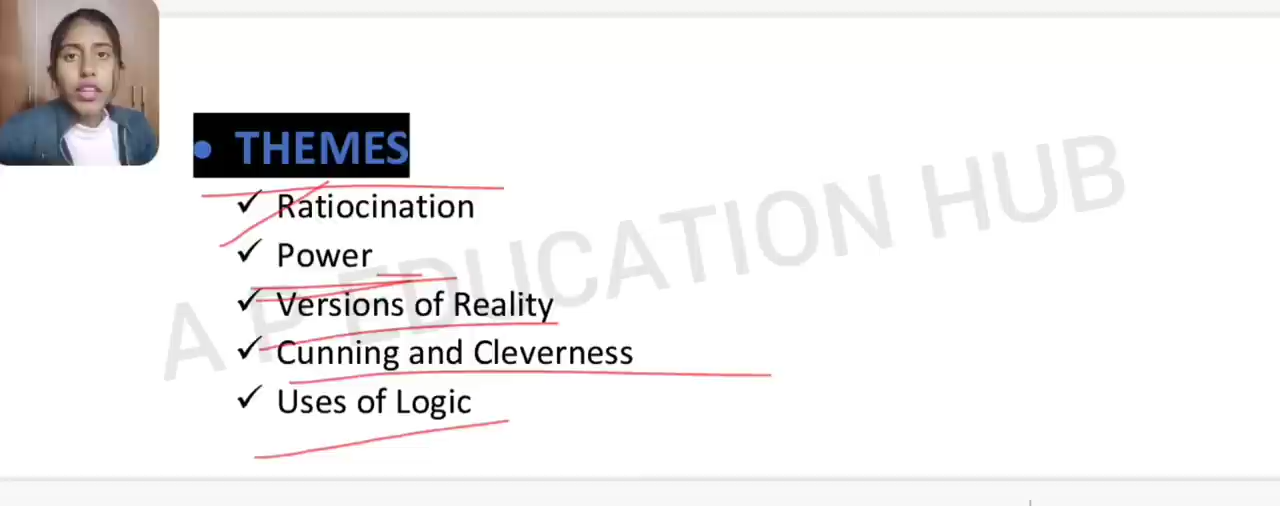 • THEMES
✓ Ratiocination
✓ Power
✓ Versions of Reality
✓ Cunning and Cleverness
✓ Uses of Logic
A P EDUCATION HUB